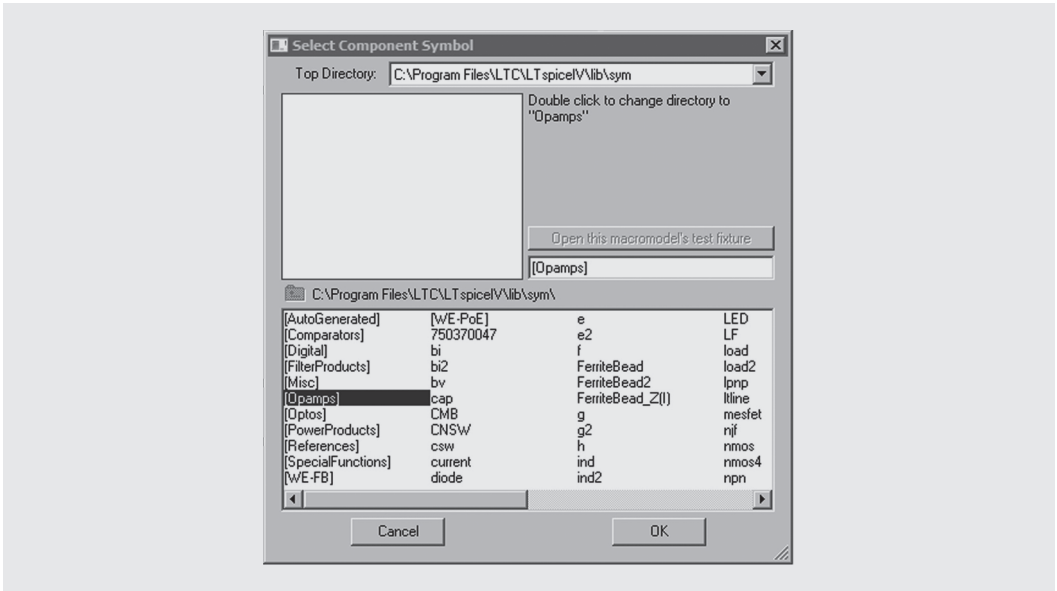 Select Component Symbol
Top Directory: C:\Program Files\LTC\LTspiceIV\lib\sym
Double click to change directory to
"Opamps"
Open this macromodel's test fixture
[Opamps]
C:\Program Files\LTC\LTspiceIV\lib\sym\
[AutoGenerated] [WE-PoE] e LED
[Comparators] 750370047 e2 LF
[Digital] bi f load
[FilterProducts] bi2 FerriteBead load2
[Misc] bv FerriteBead2 lpnp
[Opamps] cap FerriteBead_Z(I) ltline
[Optos] CMB g mesfet
[PowerProducts] CNSW g2 njf
[References] csw h nmos
[SpecialFunctions] current ind nmos4
[WE-FB] diode ind2 npn
Cancel OK